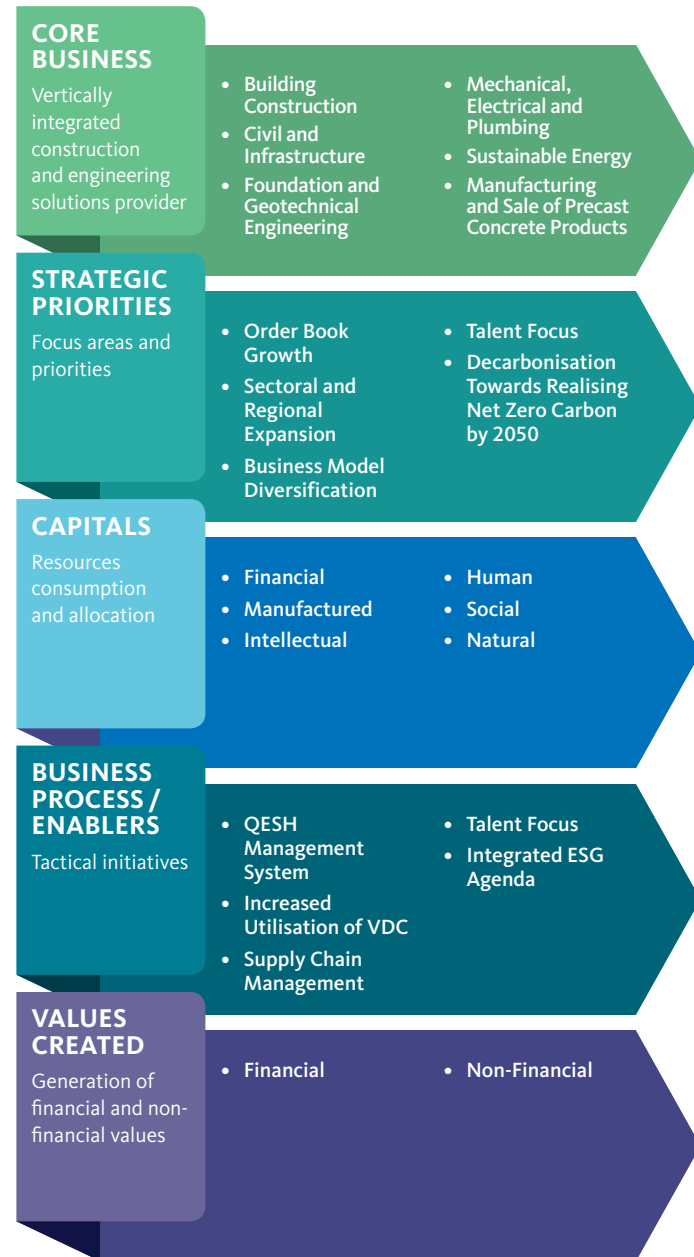 CORE
BUSINESS
Vertically
integrated
construction
and engineering
solutions provider
• Building
Construction
• Civil and
Infrastructure
• Foundation and
Geotechnical
Engineering
• Mechanical,
Electrical and
Plumbing
• Sustainable Energy
• Manufacturing
and Sale of Precast
Concrete Products
STRATEGIC
PRIORITIES
Focus areas and
priorities
• Order Book
Growth
• Sectoral and
Regional
Expansion
• Business Model
Diversification
• Talent Focus
• Decarbonisation
Towards Realising
Net Zero Carbon
by 2050
CAPITALS
Resources
consumption
and allocation
• Financial
• Manufactured
• Intellectual
• Human
• Social
• Natural
BUSINESS
PROCESS /
ENABLERS
Tactical initiatives
• QESH
Management
System
• Increased
Utilisation of VDC
• Supply Chain
Management
• Talent Focus
• Integrated ESG
Agenda
VALUES
CREATED
Generation of
financial and non-
financial values
• Financial
• Non-Financial